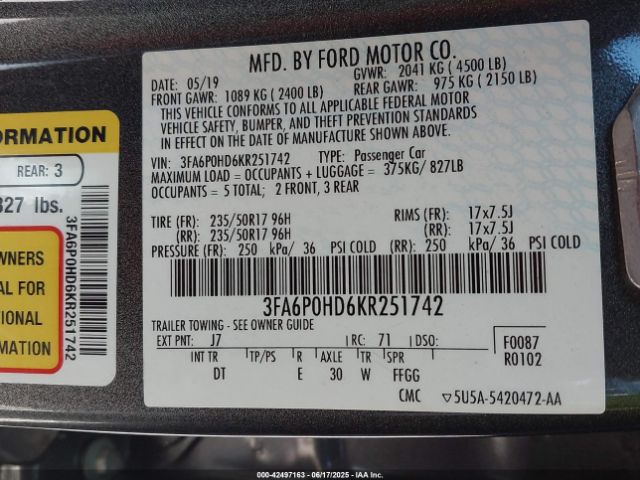 ORMATION
REAR: 3
827 lbs.
3FA6P0HD6KR251742
OWNERS
AL FOR
TIONAL
RMATION
MFD. BY FORD MOTOR CO.
DATE: 05/19 GVWR: 2041 KG ( 4500 LB)
FRONT GAWR: 1089 KG ( 2400 LB) REAR GAWR: 975 KG ( 2150 LB)
THIS VEHICLE CONFORMS TO ALL APPLICABLE FEDERAL MOTOR
VEHICLE SAFETY, BUMPER, AND THEFT PREVENTION STANDARDS
IN EFFECT ON THE DATE OF MANUFACTURE SHOWN ABOVE.
VIN: 3FA6P0HD6KR251742 TYPE: Passenger Car
MAXIMUM LOAD = OCCUPANTS + LUGGAGE = 375KG/ 827LB
OCCUPANTS = 5 TOTAL; 2 FRONT, 3 REAR
TIRE (FR): 235/50R17 96H RIMS (FR): 17x7.5J
(RR): 235/50R17 96H (RR): 17x7.5J
PRESSURE (FR): 250 kPa/ 36 PSI COLD (RR): 250 kPa/ 36 PSI COLD
3FA6P0HD6KR251742
TRAILER TOWING - SEE OWNER GUIDE
EXT PNT: J7 RC: 71 DSO: F0087
R0102
INT TR TP/PS R AXLE TR SPR
DT E 30 W FFGG
CMC ▽5U5A-5420472-AA
000-42497163 - 06/17/2025 - IAA Inc.